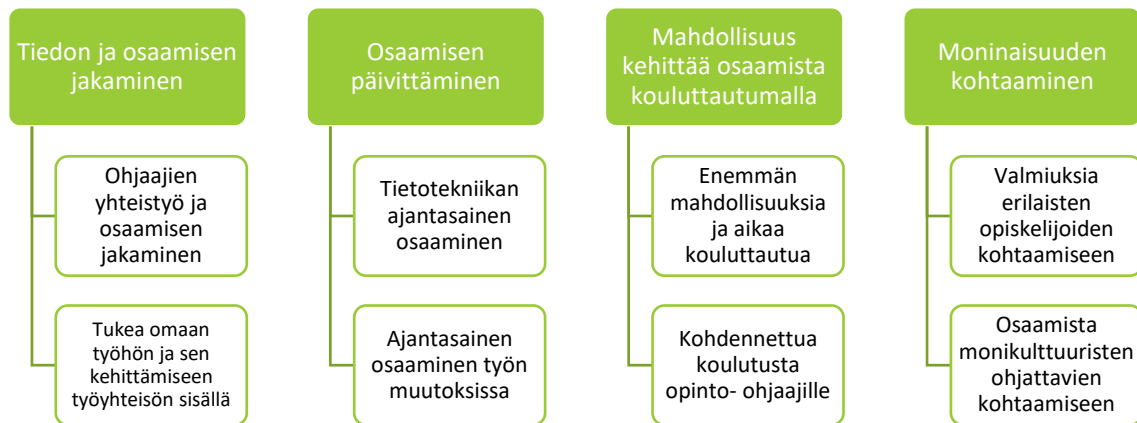 Tiedon ja osaamisen
jakaminen
Ohjaajien
yhteistyö ja
osaamisen
jakaminen
Tukea omaan
työhön ja sen
kehittämiseen
työyhteisön sisällä
Osaamisen
päivittäminen
Tietotekniikan
ajantasainen
osaaminen
Ajantasainen
osaaminen työn
muutoksissa
Mahdollisuus
kehittää osaamista
kouluttautumalla
Enemmän
mahdollisuuksia
ja aikaa
kouluttautua
Kohdennettua
koulutusta
opinto- ohjaajille
Moninaisuuden
kohtaaminen
Valmiuksia
erilaisten
opiskelijoiden
kohtaamiseen
Osaamista
monikulttuuristen
ohjattavien
kohtaamiseen